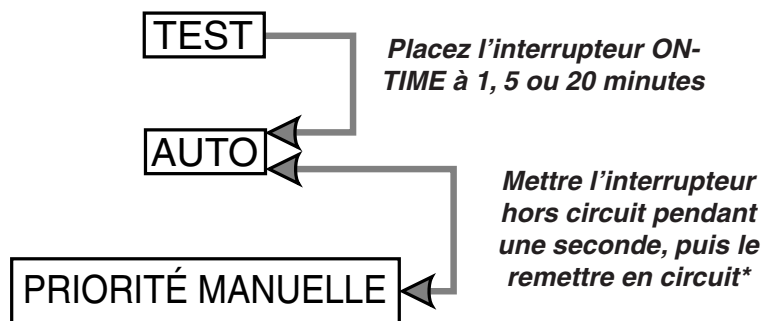 TEST
Placez l’interrupteur ON-
TIME à 1, 5 ou 20 minutes
AUTO
Mettre l’interrupteur
hors circuit pendant
une seconde, puis le
remettre en circuit*
PRIORITÉ MANUELLE